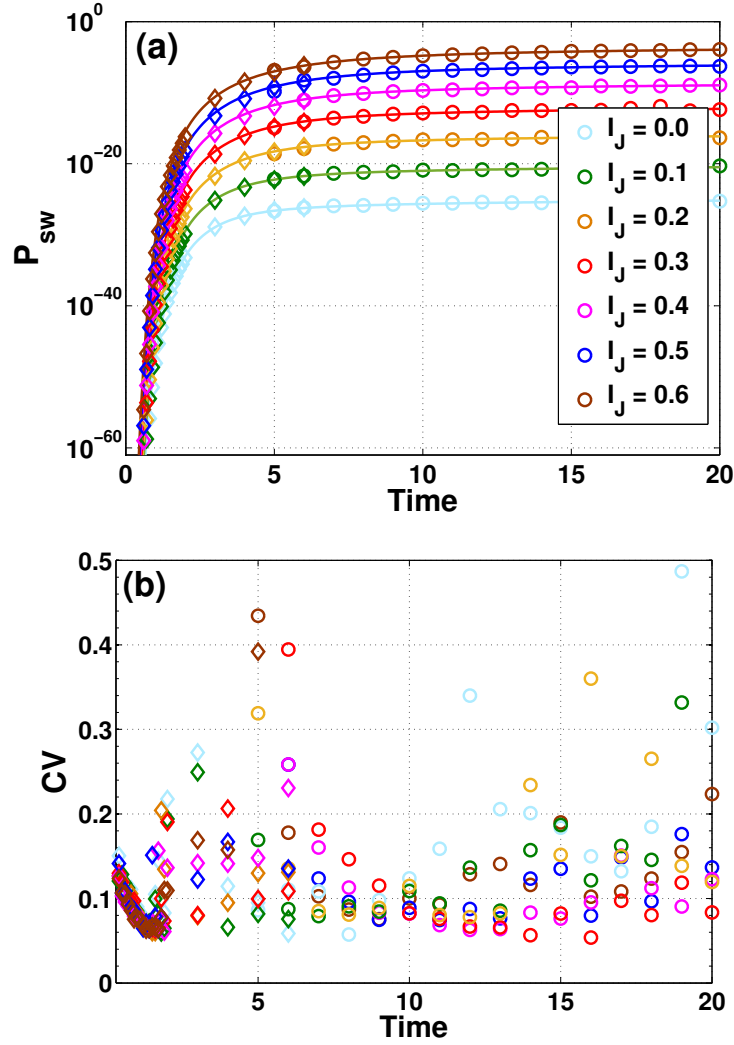 10^0
(a)
10^-20
10^-40
10^-60
P_sw
I_J = 0.0
I_J = 0.1
I_J = 0.2
I_J = 0.3
I_J = 0.4
I_J = 0.5
I_J = 0.6
0 5 10 15 20
Time
(b)
0.5
0.4
0.3
0.2
0.1
0
CV
5 10 15 20
Time